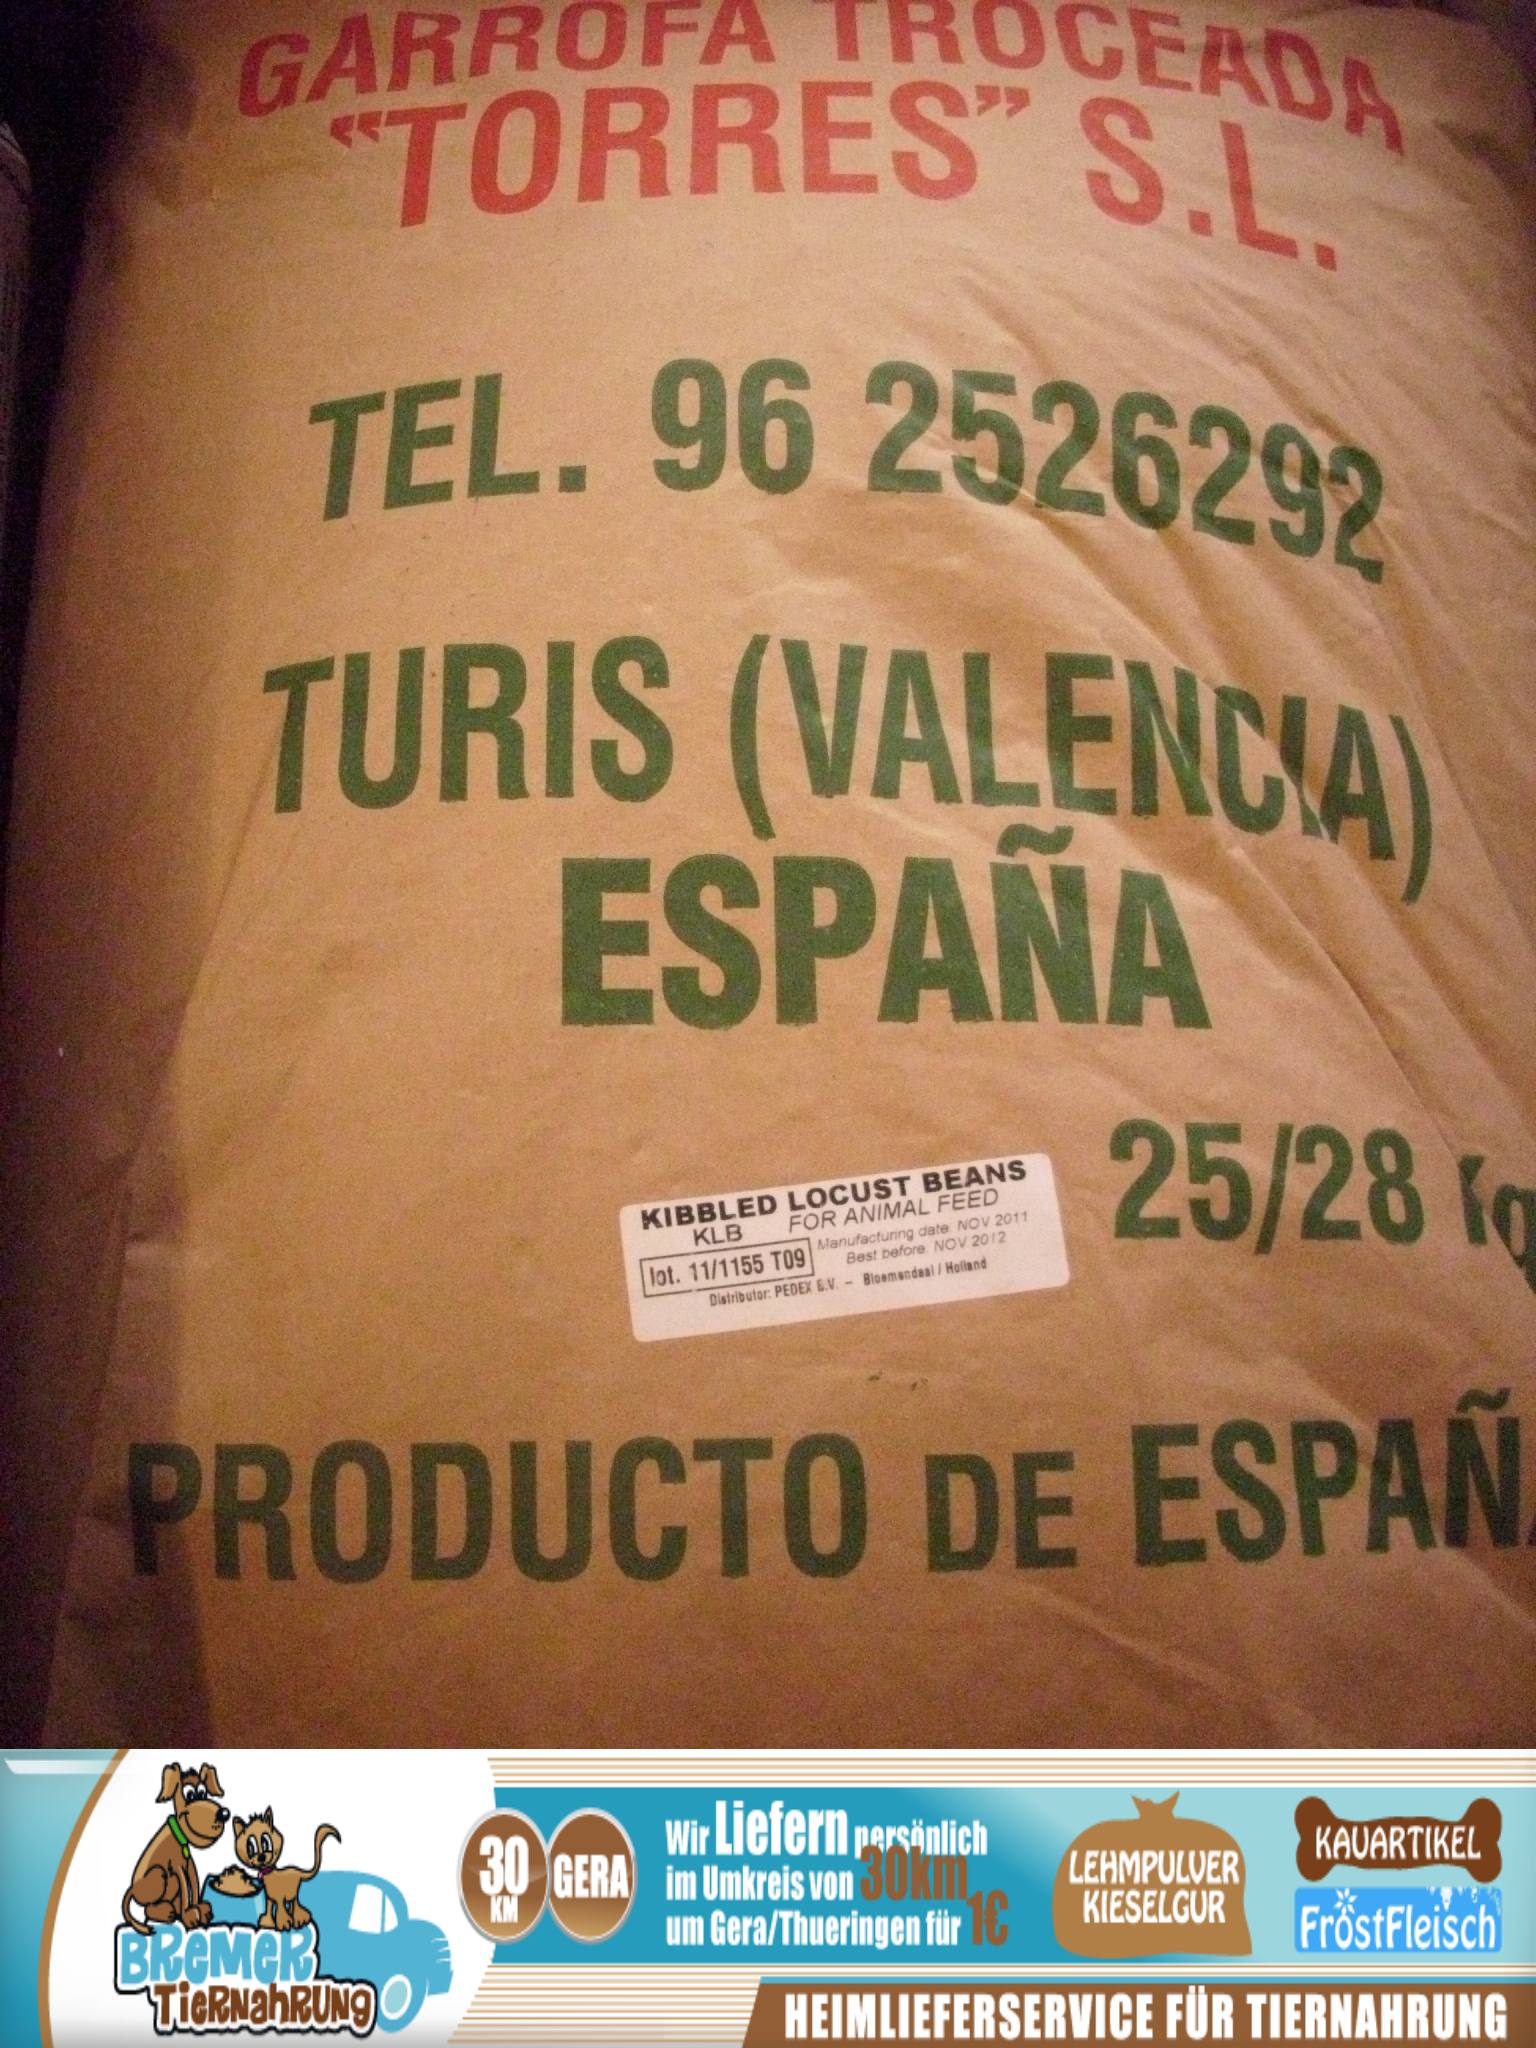 GARROFA TROCEADA
“TORRES” S.L.
TEL. 96 2526292
TURIS (VALENCIA)
ESPAÑA
25/28 Kg
KIBBLED LOCUST BEANS
KLB FOR ANIMAL FEED
lot. 11/1155 T09
Manufacturing date. NOV 2011
Best before. NOV 2012
Distributor: PEDEX B.V. – Bloemendaal / Holland
PRODUCTO DE ESPAÑA
BREMER
TIERNAHRUNG
30
KM
GERA
Wir Liefern persönlich
im Umkreis von 30km
um Gera/Thueringen für 1€
LEHMPULVER
KIESELGUR
KAUARTIKEL
FrostFleisch
HEIMLIEFERSERVICE FÜR TIERNAHRUNG